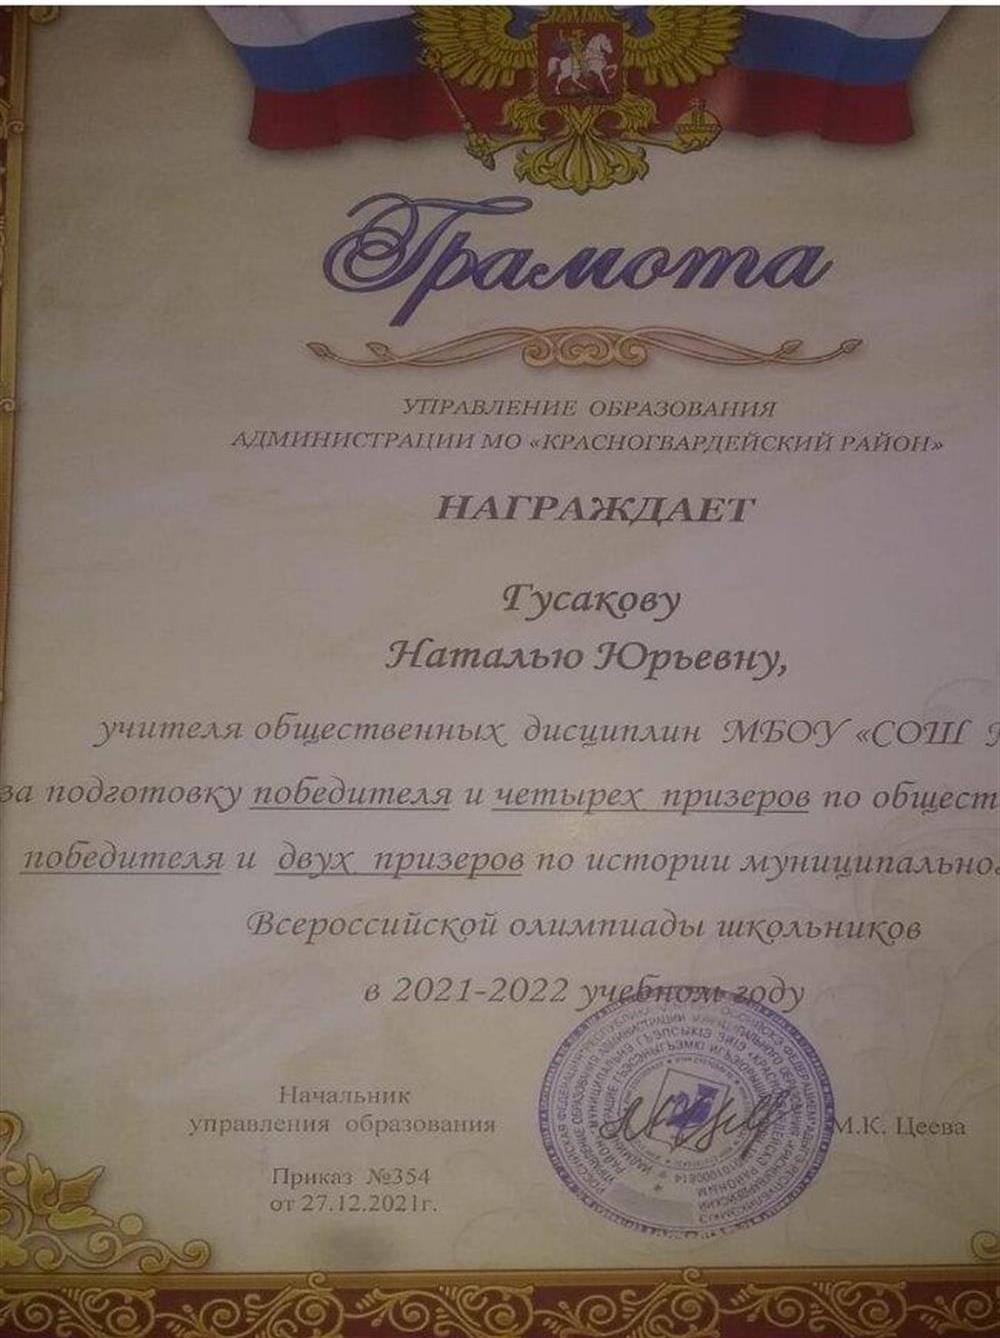 Грамота
УПРАВЛЕНИЕ ОБРАЗОВАНИЯ
АДМИНИСТРАЦИИ МО «КРАСНОГВАРДЕЙСКИЙ РАЙОН»
НАГРАЖДАЕТ
Гусакову
Наталью Юрьевну,
учителя общественных дисциплин МБОУ «СОШ
за подготовку победителя и четырех призеров по общест
победителя и двух призеров по истории муниципально
Всероссийской олимпиады школьников
в 2021-2022 учебном году
Начальник
управления образования М.К. Цеева
Приказ №354
от 27.12.2021г.